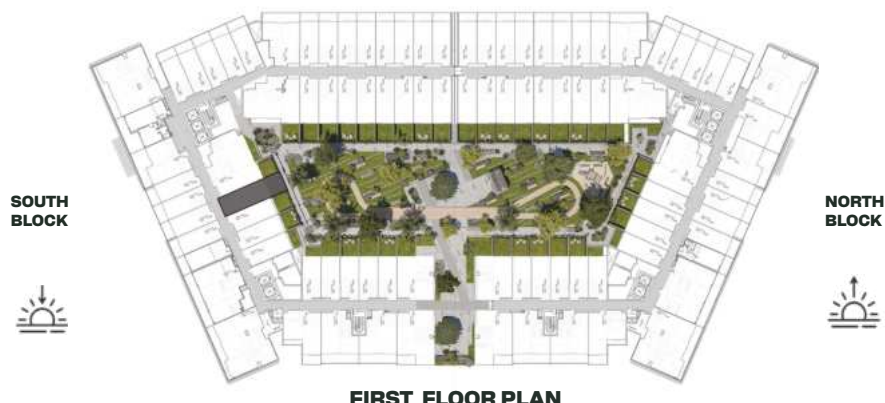 SOUTH
BLOCK
NORTH
BLOCK
FIRST FLOOR PLAN